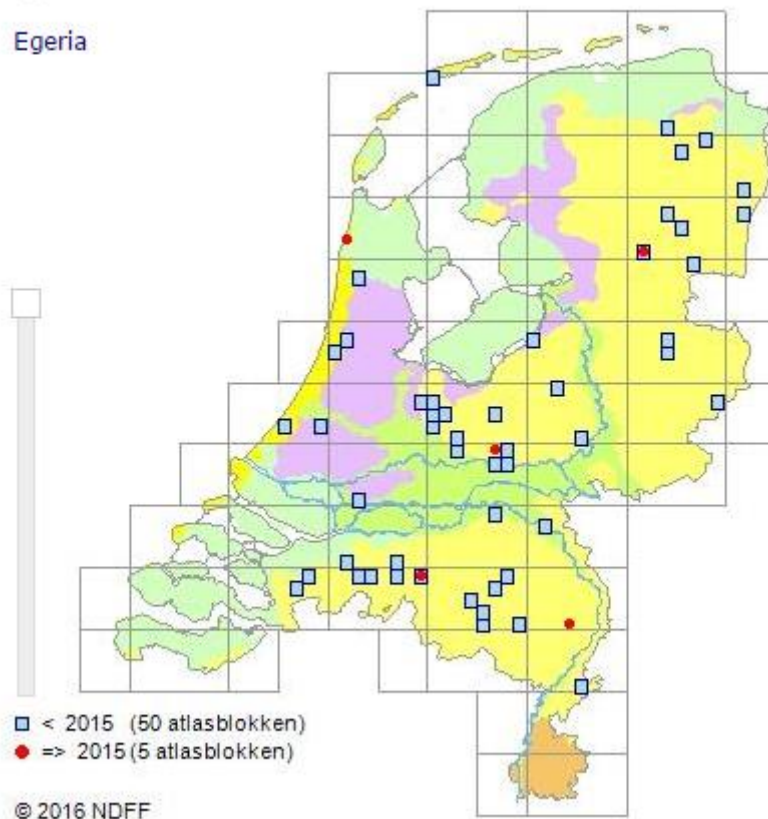 Egeria
< 2015 (50 atlasblokken)
=> 2015 (5 atlasblokken)
© 2016 NDFF